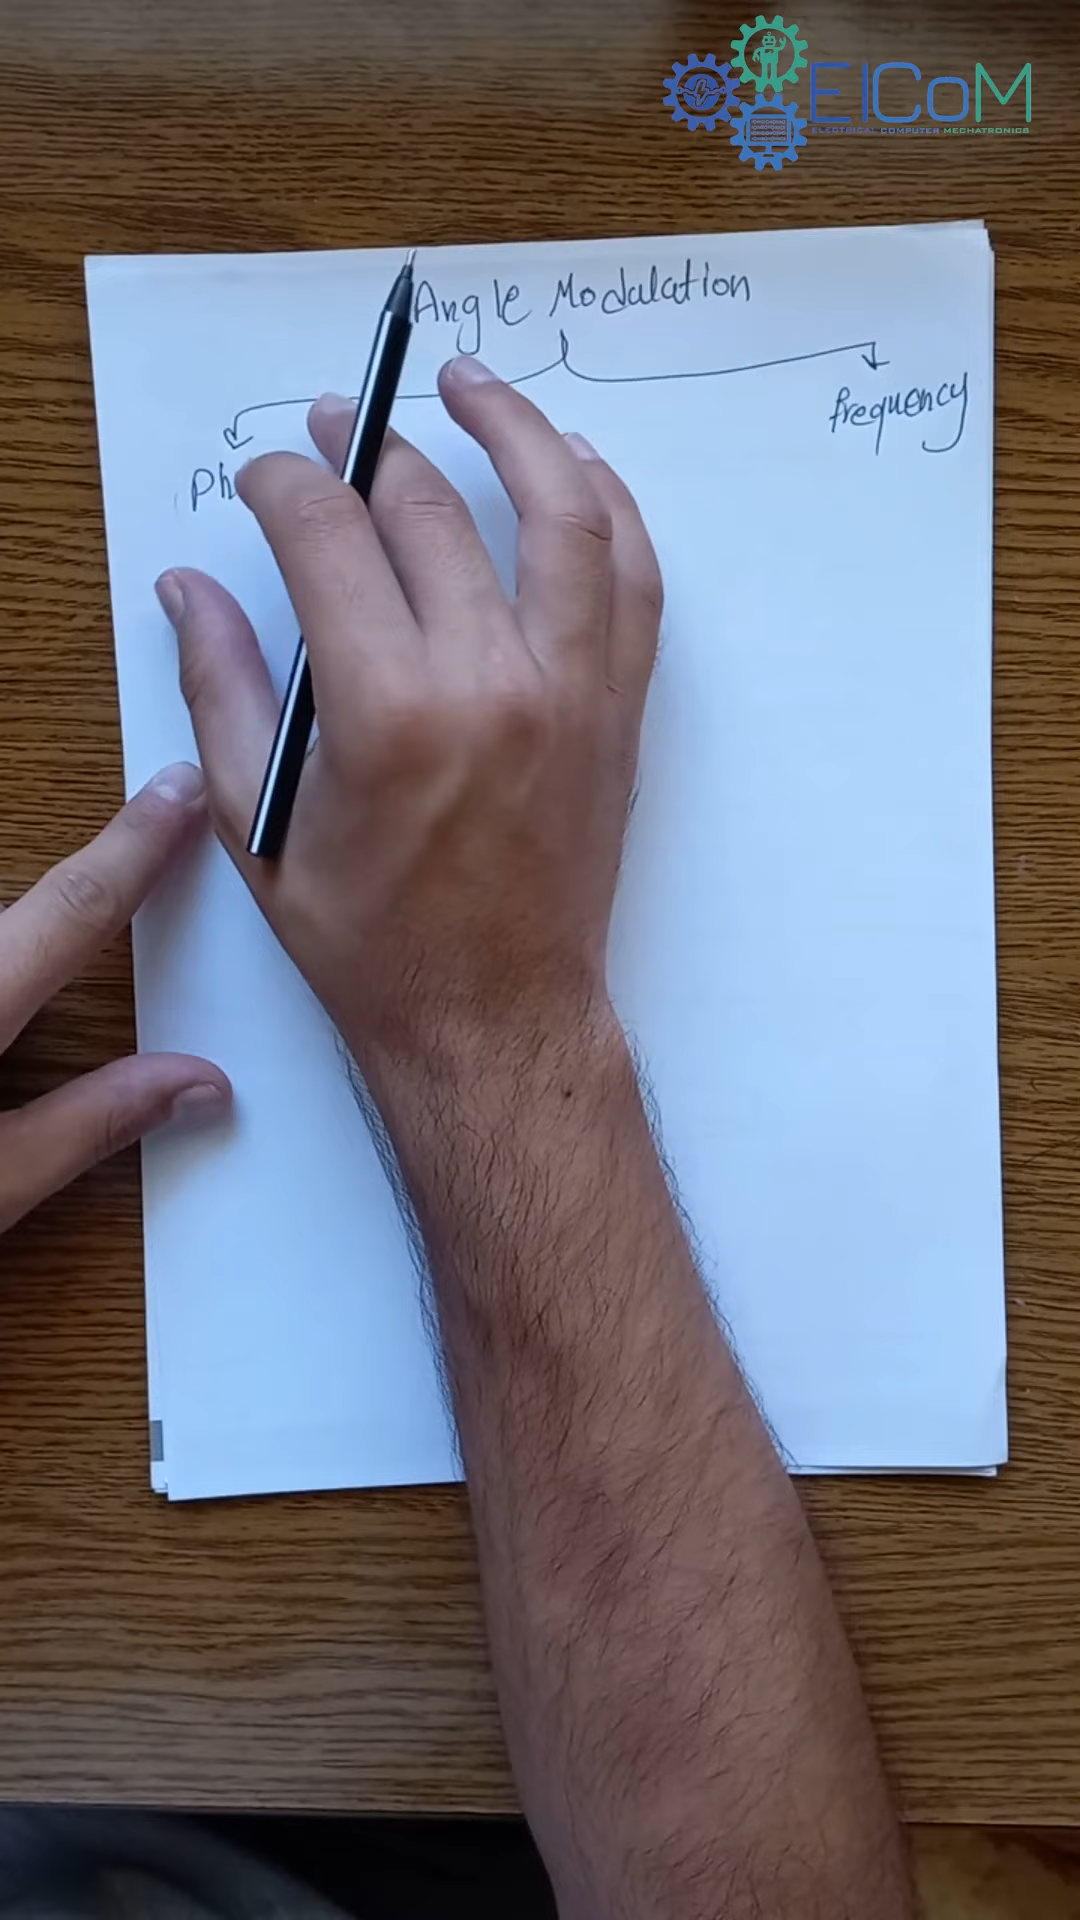 EICoM
ELECTRICAL COMPUTER MECHATRONICS
Angle Modulation
frequency
Ph